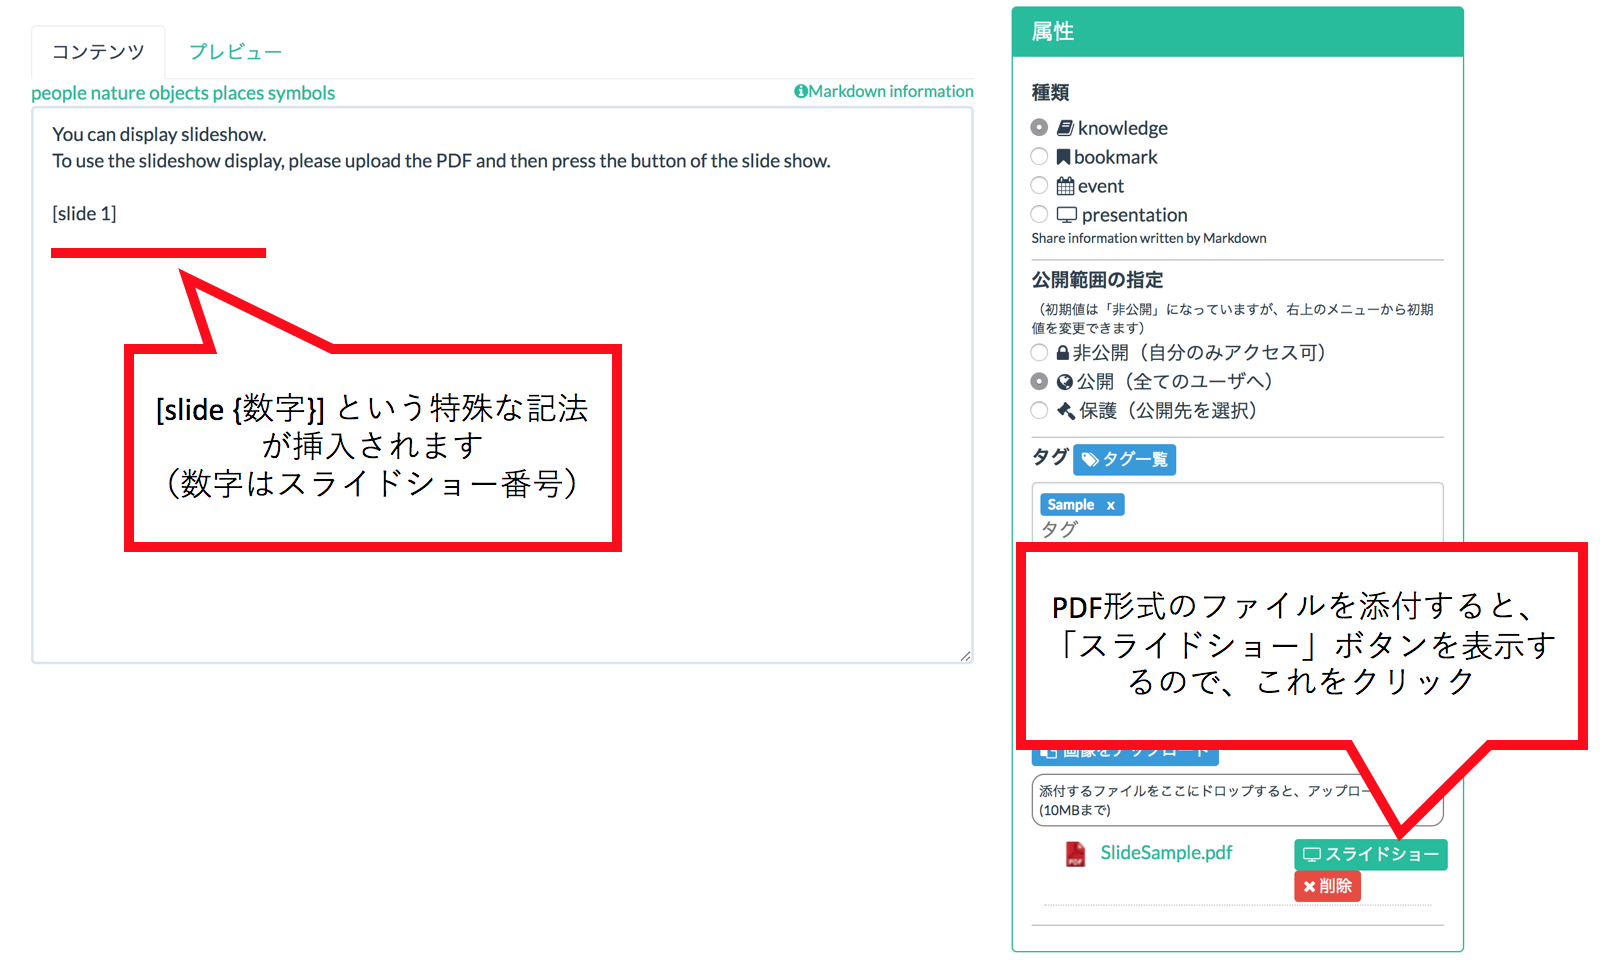 コンテンツ
プレビュー
people nature objects places symbols
Markdown information
You can display slideshow.
To use the slideshow display, please upload the PDF and then press the button of the slide show.
[slide 1]
[slide {数字}] という特殊な記法
が挿入されます
（数字はスライドショー番号）
属性
種類
knowledge
bookmark
event
presentation
Share information written by Markdown
公開範囲の指定
（初期値は「非公開」になっていますが、右上のメニューから初期
値を変更できます）
非公開（自分のみアクセス可）
公開（全てのユーザへ）
保護（公開先を選択）
タグ
タグ一覧
Sample x
タグ
PDF形式のファイルを添付すると、
「スライドショー」ボタンを表示す
るので、これをクリック
画像をアップロード
添付するファイルをここにドロップすると、アップロー
(10MBまで)
SlideSample.pdf
スライドショー
削除